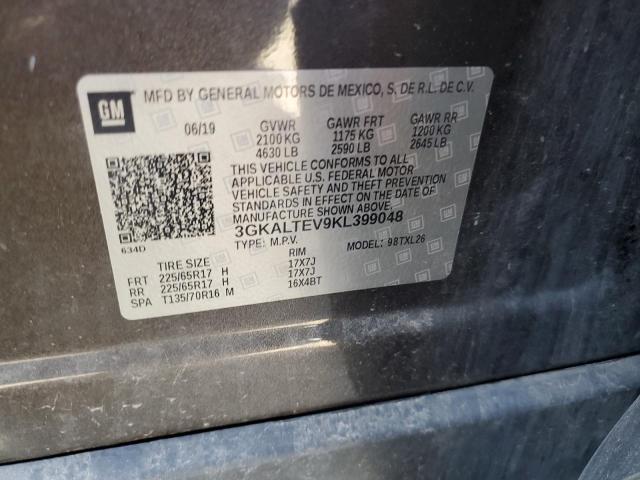 GM
MFD BY GENERAL MOTORS DE MEXICO, S. DE R.L. DE C.V.
06/19 GVWR GAWR FRT GAWR RR
2100 KG 1175 KG 1200 KG
4630 LB 2590 LB 2645 LB
THIS VEHICLE CONFORMS TO ALL
APPLICABLE U.S. FEDERAL MOTOR
VEHICLE SAFETY AND THEFT PREVENTION
STANDARDS IN EFFECT ON THE DATE OF
MANUFACTURE SHOWN ABOVE.
3GKALTEV9KL399048
634D TYPE: M.P.V. MODEL: 98TXL26
TIRE SIZE RIM
FRT 225/65R17 H 17X7J
RR 225/65R17 H 17X7J
SPA T135/70R16 M 16X4BT